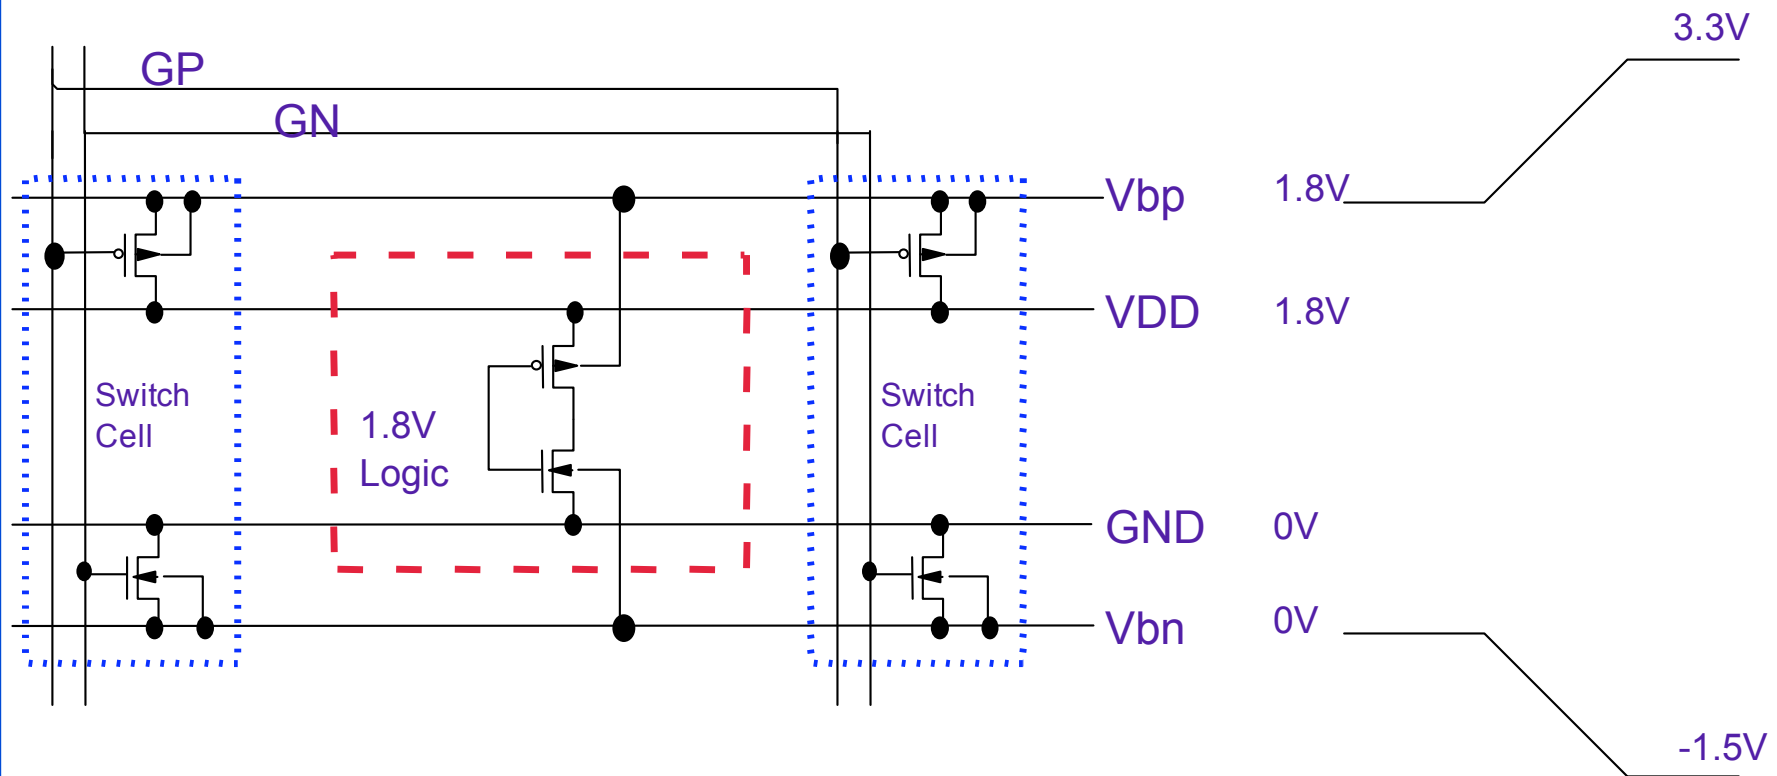 3.3V
GP
GN
Vbp 1.8V
VDD 1.8V
Switch
Cell
1.8V
Logic
Switch
Cell
GND 0V
Vbn 0V
-1.5V